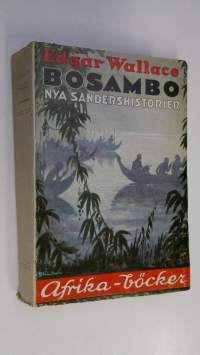 Edgar Wallace
BOSAMBO
NYA SANDERSHISTORIER
Afrika-böcker